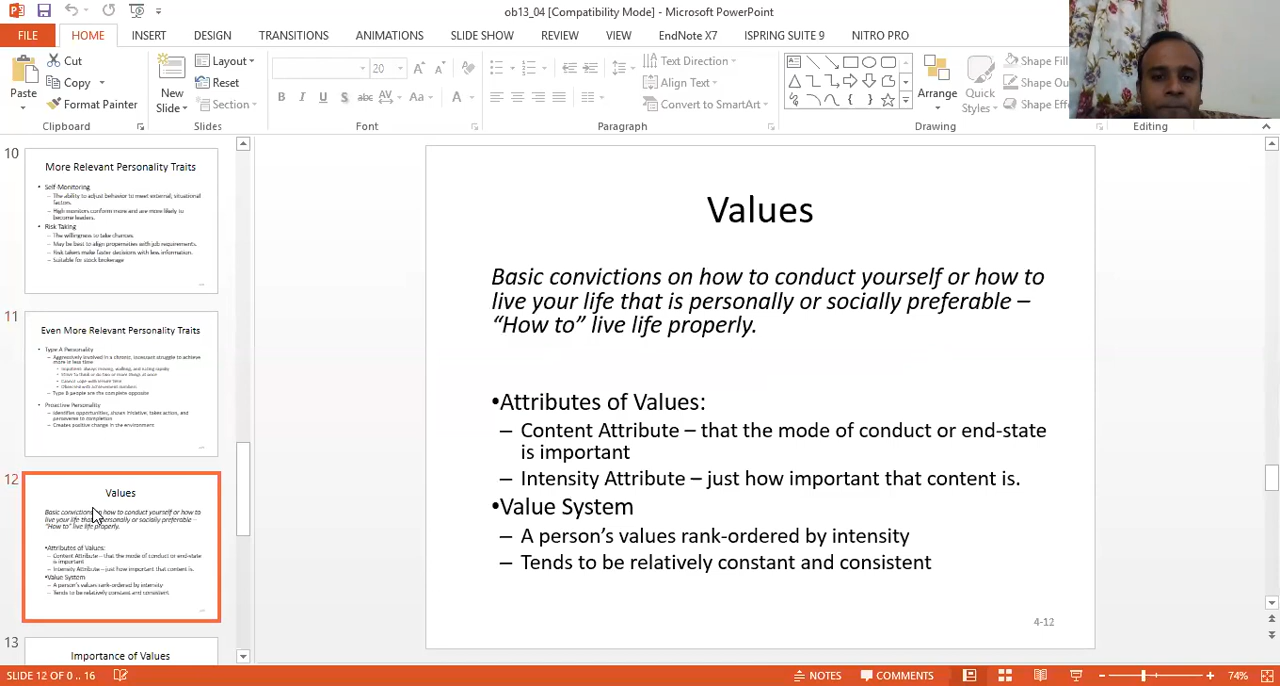 ob13_04 [Compatibility Mode] - Microsoft PowerPoint
FILE
HOME
INSERT
DESIGN
TRANSITIONS
ANIMATIONS
SLIDE SHOW
REVIEW
VIEW
EndNote X7
ISPRING SUITE 9
NITRO PRO
Paste
Cut
Copy
Format Painter
Clipboard
New
Slide
Layout
Reset
Section
Slides
20
B I U S abc AV Aa A
Font
Text Direction
Align Text
Convert to SmartArt
Paragraph
Arrange
Quick
Styles
Shape Fill
Shape Ou
Shape Effe
Drawing
Editing
10
More Relevant Personality Traits
• Self-Monitoring
– The ability to adjust behavior to meet external, situational
factors.
– High monitors conform more and are more likely to
become leaders.
• Risk Taking
– The willingness to take chances.
– May be best to align propensities with job requirements.
– Risk takers make faster decisions with less information.
– Suitable for stock brokerage
11
Even More Relevant Personality Traits
• Type A Personality
– Aggressively involved in a chronic, incessant struggle to achieve
more in less time
• Impatient: always moving, walking, and eating rapidly
• Strive to think or do two or more things at once
• Cannot cope with leisure time
• Obsessed with achievement numbers
– Type B people are the complete opposite
• Proactive Personality
– Identifies opportunities, shows initiative, takes action, and
perseveres to completion
– Creates positive change in the environment
12
Values
Basic convictions on how to conduct yourself or how to
live your life that is personally or socially preferable –
“How to” live life properly.
•Attributes of Values:
– Content Attribute – that the mode of conduct or end-state
is important
– Intensity Attribute – just how important that content is.
•Value System
– A person’s values rank-ordered by intensity
– Tends to be relatively constant and consistent
13
Importance of Values
Values
Basic convictions on how to conduct yourself or how to
live your life that is personally or socially preferable –
“How to” live life properly.
•Attributes of Values:
– Content Attribute – that the mode of conduct or end-state
is important
– Intensity Attribute – just how important that content is.
•Value System
– A person’s values rank-ordered by intensity
– Tends to be relatively constant and consistent
4-12
SLIDE 12 OF 0 .. 16
NOTES
COMMENTS
74%